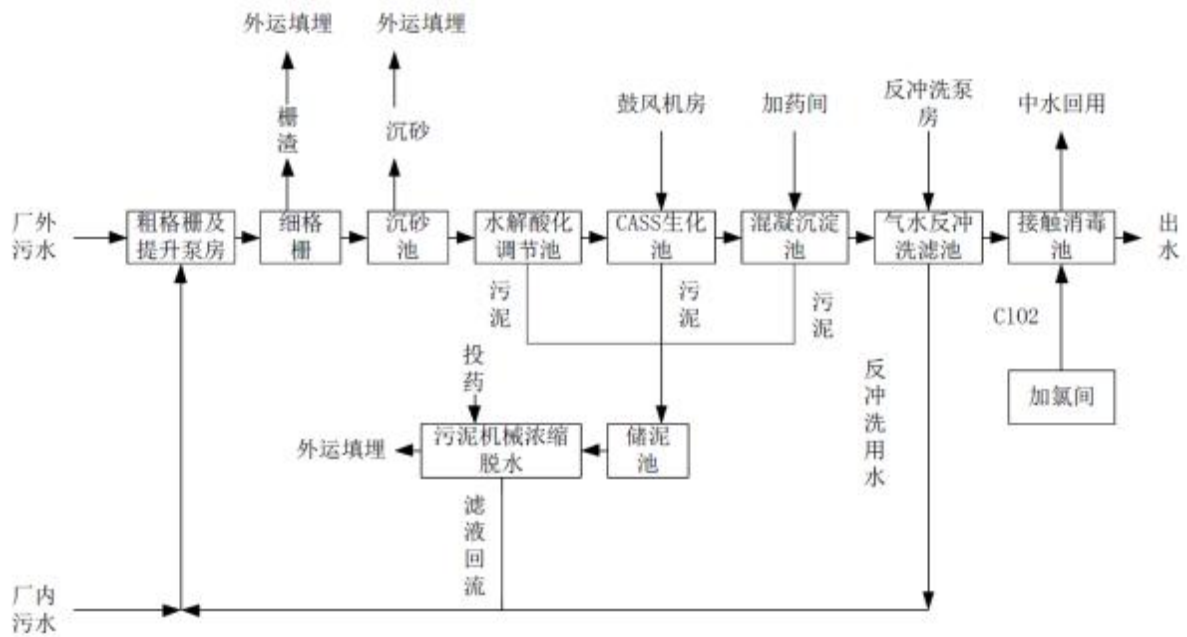 外运填埋
外运填埋
栅
渣
沉砂
鼓风机房
加药间
反冲洗泵
房
中水回用
厂外
污水
粗格栅及
提升泵房
细格
栅
沉砂
池
水解酸化
调节池
CASS生化
池
混凝沉淀
池
气水反冲
洗滤池
接触消毒
池
出
水
污
泥
污
泥
污
泥
ClO2
投
药
反
冲
洗
用
水
加氯间
外运填埋
污泥机械浓缩
脱水
储泥
池
滤
液
回
流
厂内
污水